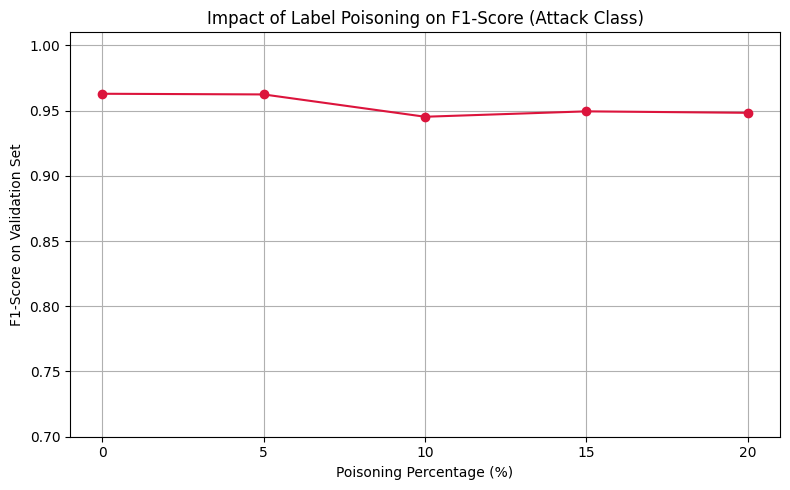 Impact of Label Poisoning on F1-Score (Attack Class)
F1-Score on Validation Set
1.00
0.95
0.90
0.85
0.80
0.75
0.70
0 5 10 15 20
Poisoning Percentage (%)